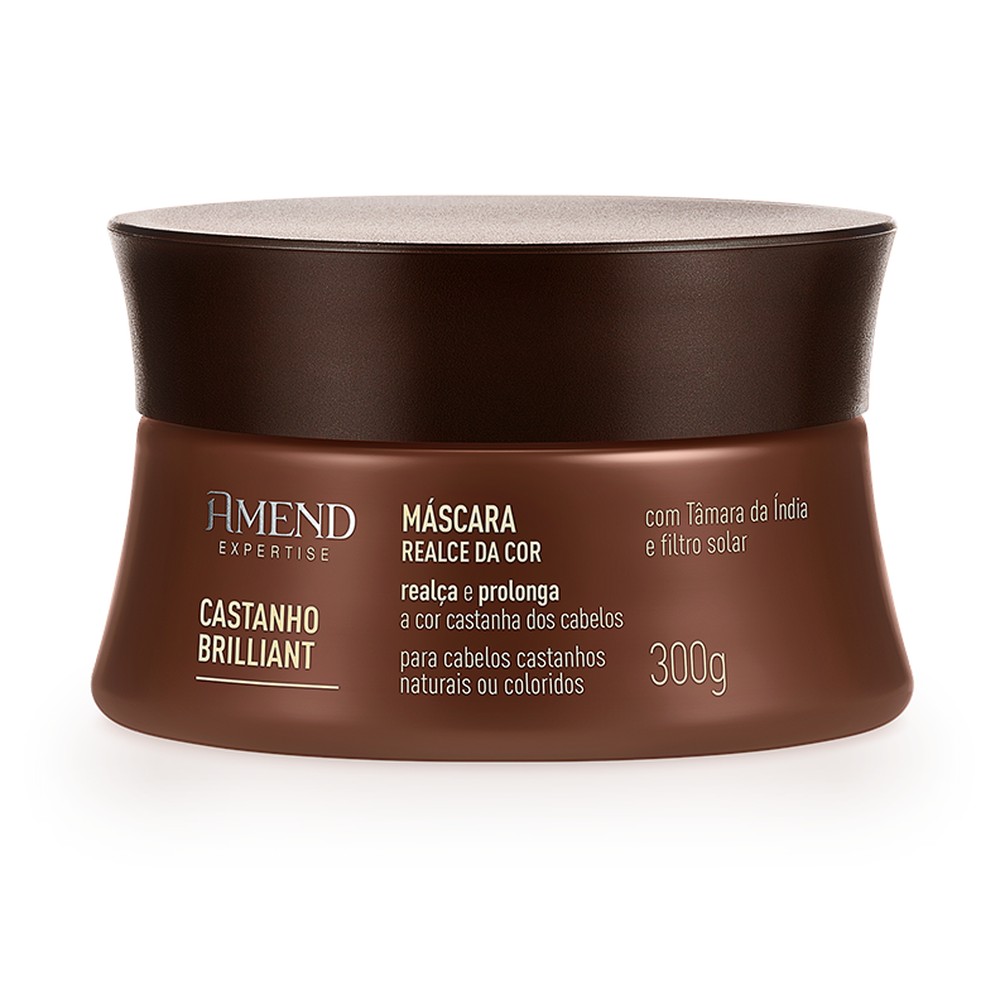 AMEND
EXPERTISE
CASTANHO
BRILLIANT
MÁSCARA
REALCE DA COR
realça e prolonga
a cor castanha dos cabelos
para cabelos castanhos
naturais ou coloridos
com Tâmara da Índia
e filtro solar
300g